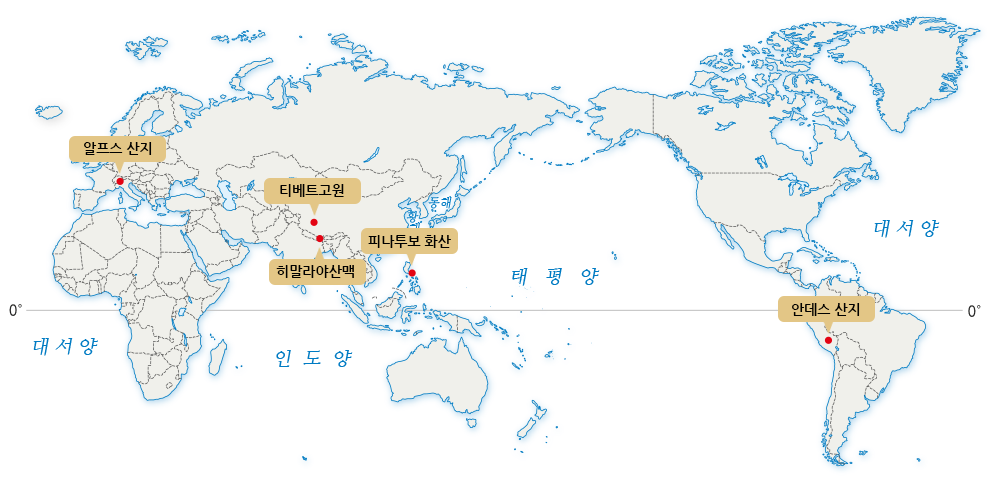 알프스 산지
티베트고원
동해
피나투보 화산
대서양
히말라야산맥
태 평 양
안데스 산지
0°
0°
대서양
인 도 양